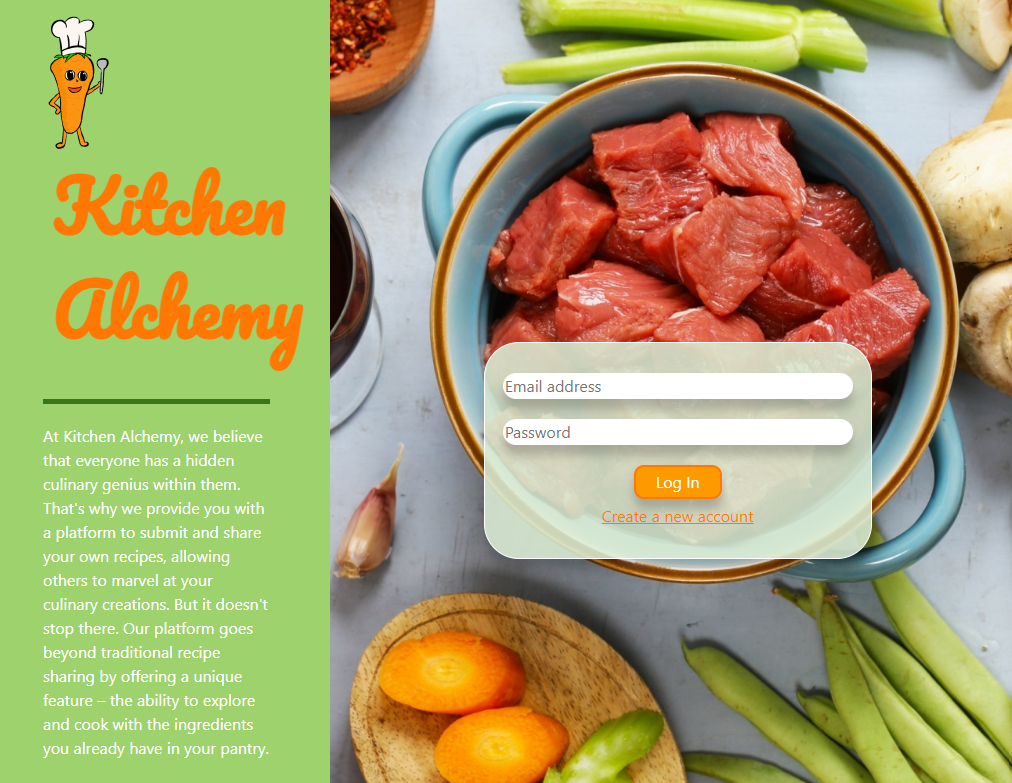 Kitchen
Alchemy
At Kitchen Alchemy, we believe
that everyone has a hidden
culinary genius within them.
That's why we provide you with
a platform to submit and share
your own recipes, allowing
others to marvel at your
culinary creations. But it doesn't
stop there. Our platform goes
beyond traditional recipe
sharing by offering a unique
feature – the ability to explore
and cook with the ingredients
you already have in your pantry.
Email address
Password
Log In
Create a new account